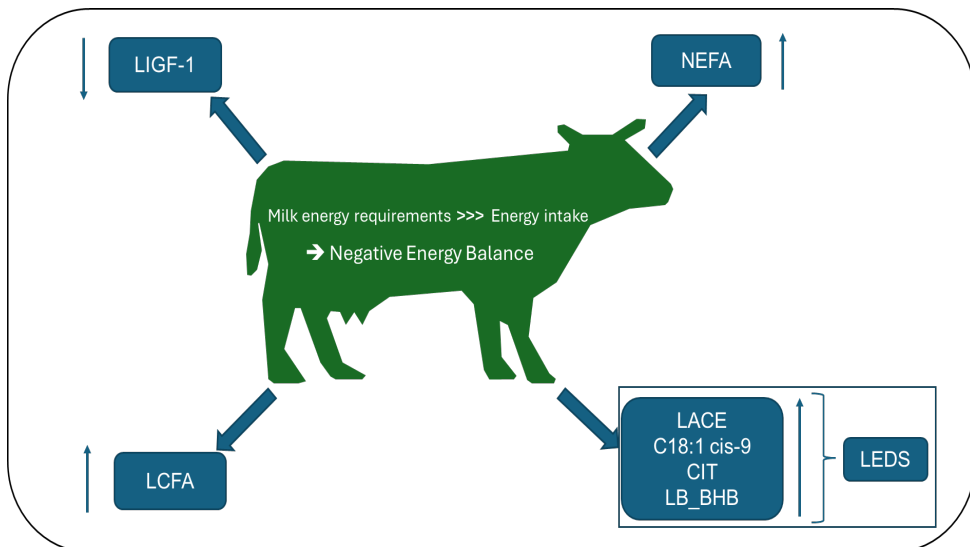 LIGF-1
NEFA
Milk energy requirements >>> Energy intake
➔ Negative Energy Balance
LCFA
LACE
C18:1 cis-9
CIT
LB_BHB
LEDS